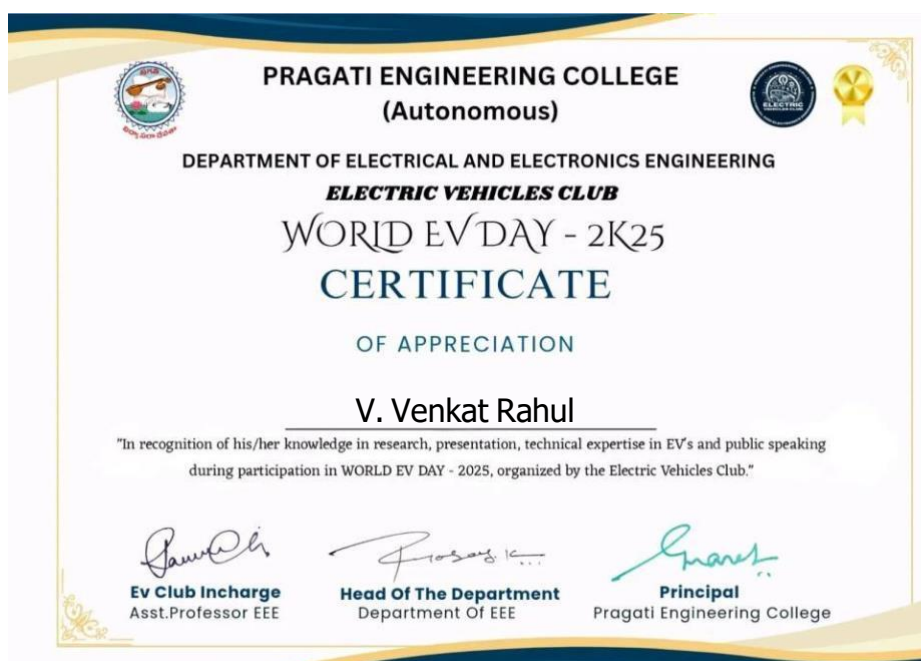 PRAGATI ENGINEERING COLLEGE
(Autonomous)
ELECTRIC
DEPARTMENT OF ELECTRICAL AND ELECTRONICS ENGINEERING
ELECTRIC VEHICLES CLUB
WORLD EV DAY - 2K25
CERTIFICATE
OF APPRECIATION
V. Venkat Rahul
"In recognition of his/her knowledge in research, presentation, technical expertise in EV's and public speaking
during participation in WORLD EV DAY - 2025, organized by the Electric Vehicles Club."
Ev Club Incharge
Asst.Professor EEE
Head Of The Department
Department Of EEE
Principal
Pragati Engineering College